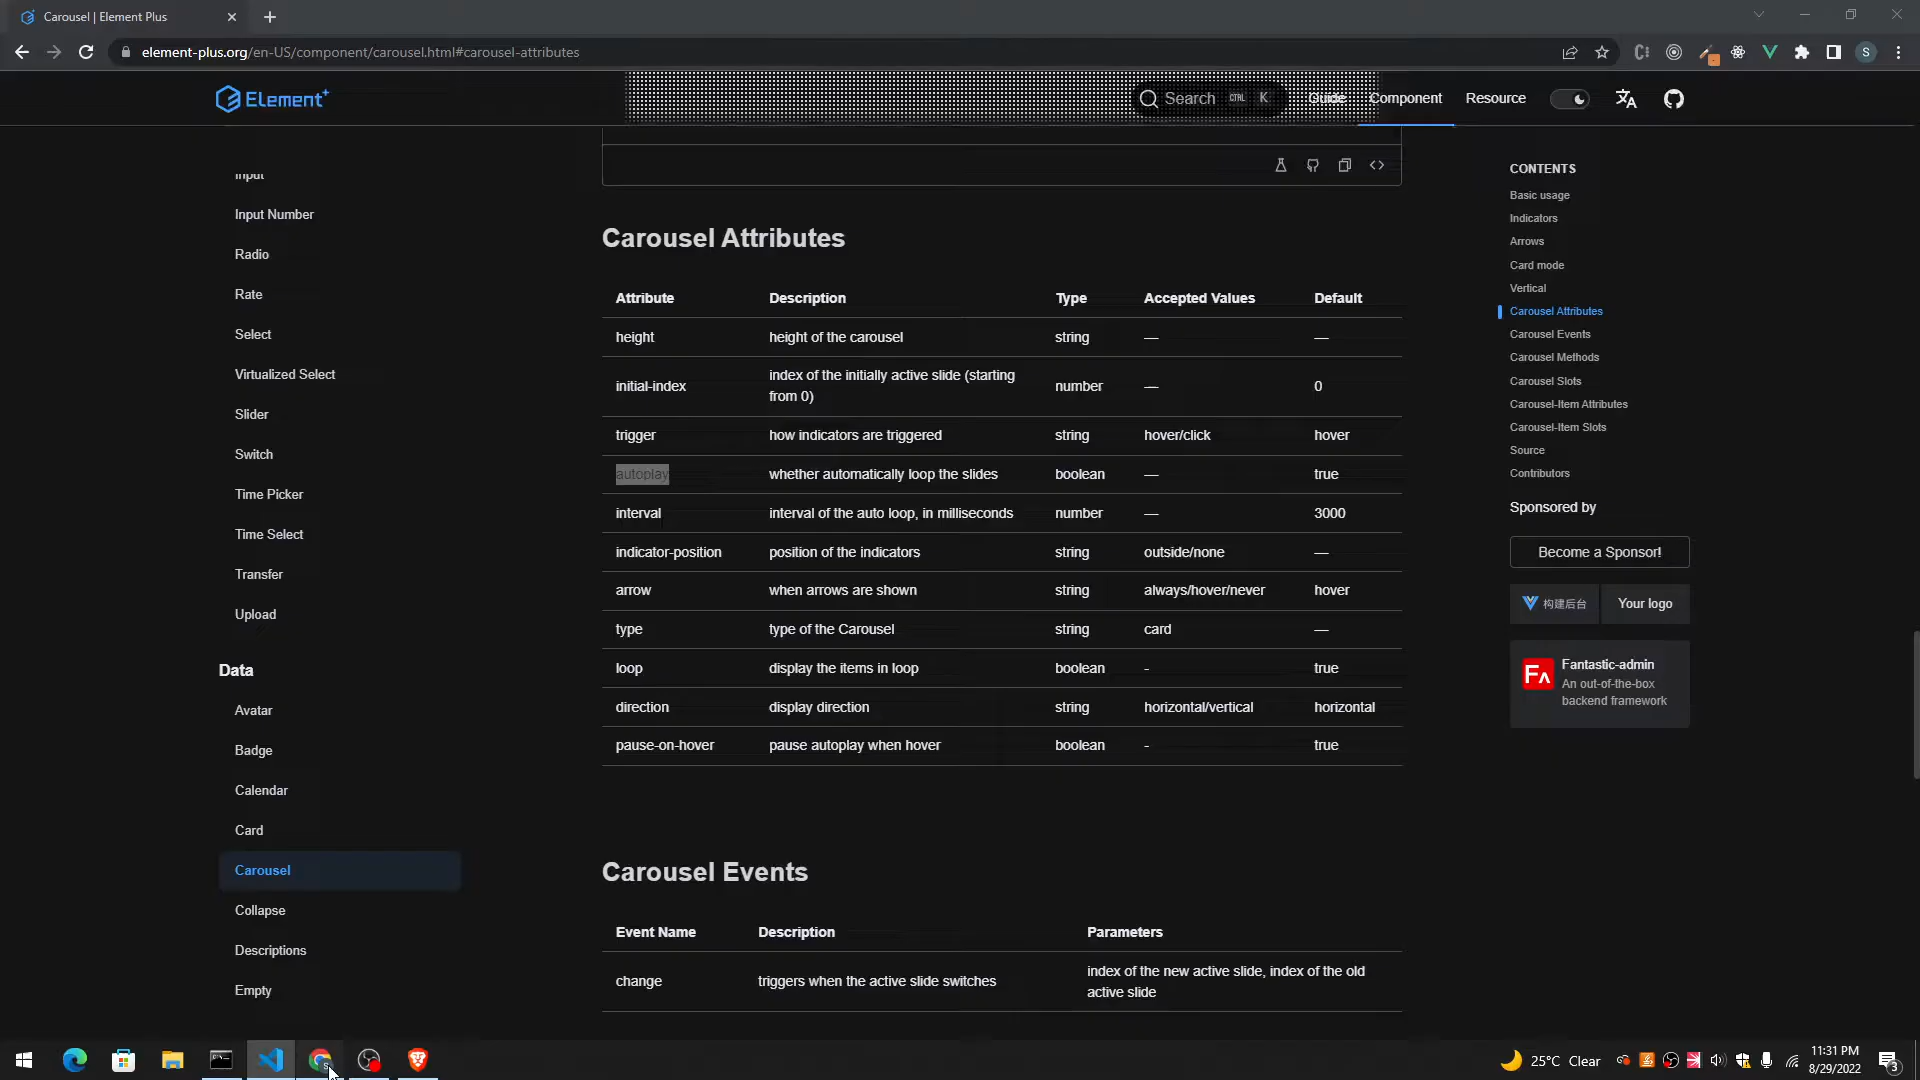 Carousel | Element Plus
element-plus.org/en-US/component/carousel.html#carousel-attributes
S
Element+
Search CTRL K
Guide
Component
Resource
Input
Input Number
Radio
Rate
Select
Virtualized Select
Slider
Switch
Time Picker
Time Select
Transfer
Upload
Data
Avatar
Badge
Calendar
Card
Carousel
Collapse
Descriptions
Empty
Carousel Attributes
Attribute Description Type Accepted Values Default
height height of the carousel string — —
initial-index index of the initially active slide (starting from 0) number — 0
trigger how indicators are triggered string hover/click hover
autoplay whether automatically loop the slides boolean — true
interval interval of the auto loop, in milliseconds number — 3000
indicator-position position of the indicators string outside/none —
arrow when arrows are shown string always/hover/never hover
type type of the Carousel string card —
loop display the items in loop boolean - true
direction display direction string horizontal/vertical horizontal
pause-on-hover pause autoplay when hover boolean - true
Carousel Events
Event Name Description Parameters
change triggers when the active slide switches index of the new active slide, index of the old active slide
CONTENTS
Basic usage
Indicators
Arrows
Card mode
Vertical
Carousel Attributes
Carousel Events
Carousel Methods
Carousel Slots
Carousel-Item Attributes
Carousel-Item Slots
Source
Contributors
Sponsored by
Become a Sponsor!
构建后台
Your logo
Fantastic-admin
An out-of-the-box
backend framework
25°C Clear
11:31 PM
8/29/2022
3